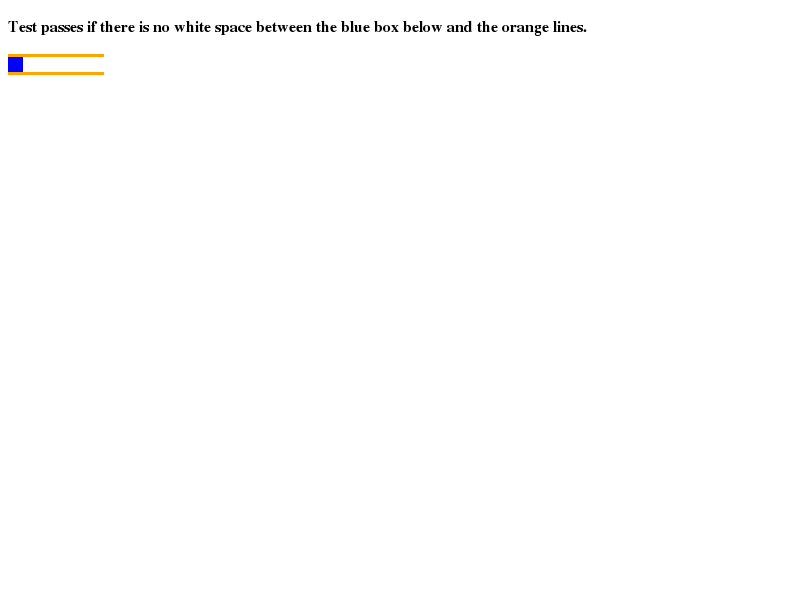 Test passes if there is no white space between the blue box below and the orange lines.